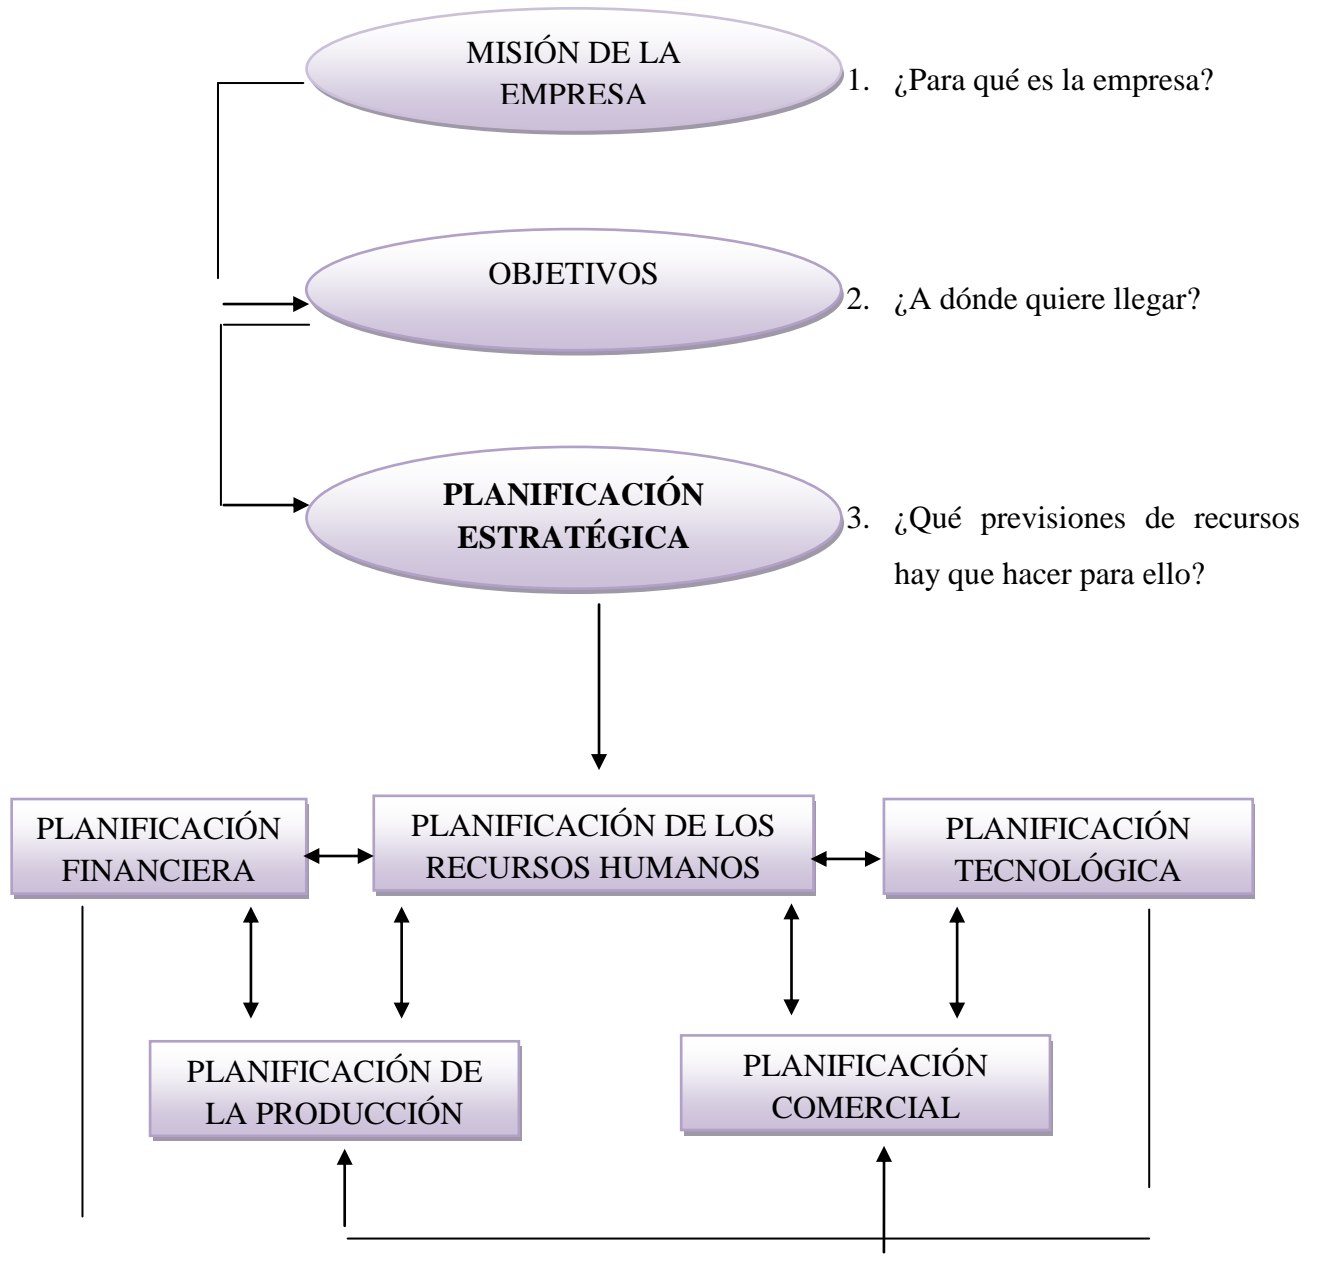 MISIÓN DE LA
EMPRESA
1. ¿Para qué es la empresa?
OBJETIVOS
2. ¿A dónde quiere llegar?
PLANIFICACIÓN
ESTRATÉGICA
3. ¿Qué previsiones de recursos
hay que hacer para ello?
PLANIFICACIÓN
FINANCIERA
PLANIFICACIÓN DE LOS
RECURSOS HUMANOS
PLANIFICACIÓN
TECNOLÓGICA
PLANIFICACIÓN DE
LA PRODUCCIÓN
PLANIFICACIÓN
COMERCIAL